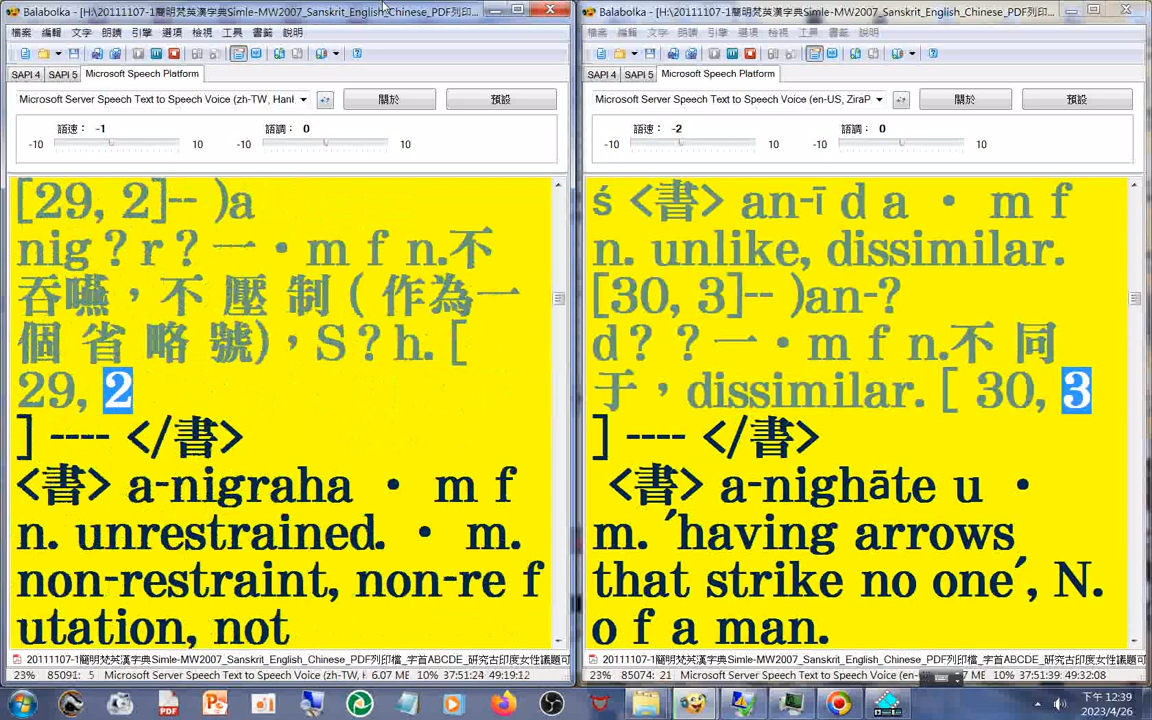 Balabolka - [H:\20111107-1簡明梵英漢字典Simle-MW2007_Sanskrit_English_Chinese_PDF列印...
檔案 編輯 文字 朗讀 引擎 選項 檢視 工具 書籤 說明
SAPI 4 SAPI 5 Microsoft Speech Platform
Microsoft Server Speech Text to Speech Voice (zh-TW, Hanl
關於 預設
語速: -1 語調: 0
-10 10 -10 10
[29, 2]-- )a
nig？r？一・m f n.不
吞嚥，不 壓 制 ( 作為一
個 省 略 號)，S？h. [
29, 2
] ---- </書>
<書> a-nigraha • m f
n. unrestrained. • m.
non-restraint, non-re f
utation, not
20111107-1簡明梵英漢字典Simle-MW2007_Sanskrit_English_Chinese_PDF列印檔_字首ABCDE_研究古印度女性議題可
23% 85091: 5 Microsoft Server Speech Text to Speech Voice (zh-TW, H 6.07 ME 10% 37:51:24 49:19:12
Balabolka - [H:\20111107-1簡明梵英漢字典Simle-MW2007_Sanskrit_English_Chinese_PDF列印...
檔案 編輯 文字 朗讀 引擎 選項 檢視 工具 書籤 說明
SAPI 4 SAPI 5 Microsoft Speech Platform
Microsoft Server Speech Text to Speech Voice (en-US, ZiraP
關於 預設
語速: -2 語調: 0
-10 10 -10 10
ś <書> an-ī d a • m f
n. unlike, dissimilar.
[30, 3]-- )an-?
d？？一・m f n.不 同
于，dissimilar. [ 30, 3
] ---- </書>
<書> a-nighāte u •
m. ′having arrows
that strike no one′, N.
o f a man.
20111107-1簡明梵英漢字典Simle-MW2007_Sanskrit_English_Chinese_PDF列印檔_字首ABCDE_研究古印度女性議題可
23% 85074: 21 Microsoft Server Speech Text to Speech Voice (en- ME 10% 37:51:39 49:32:08
下午 12:39
2023/4/26